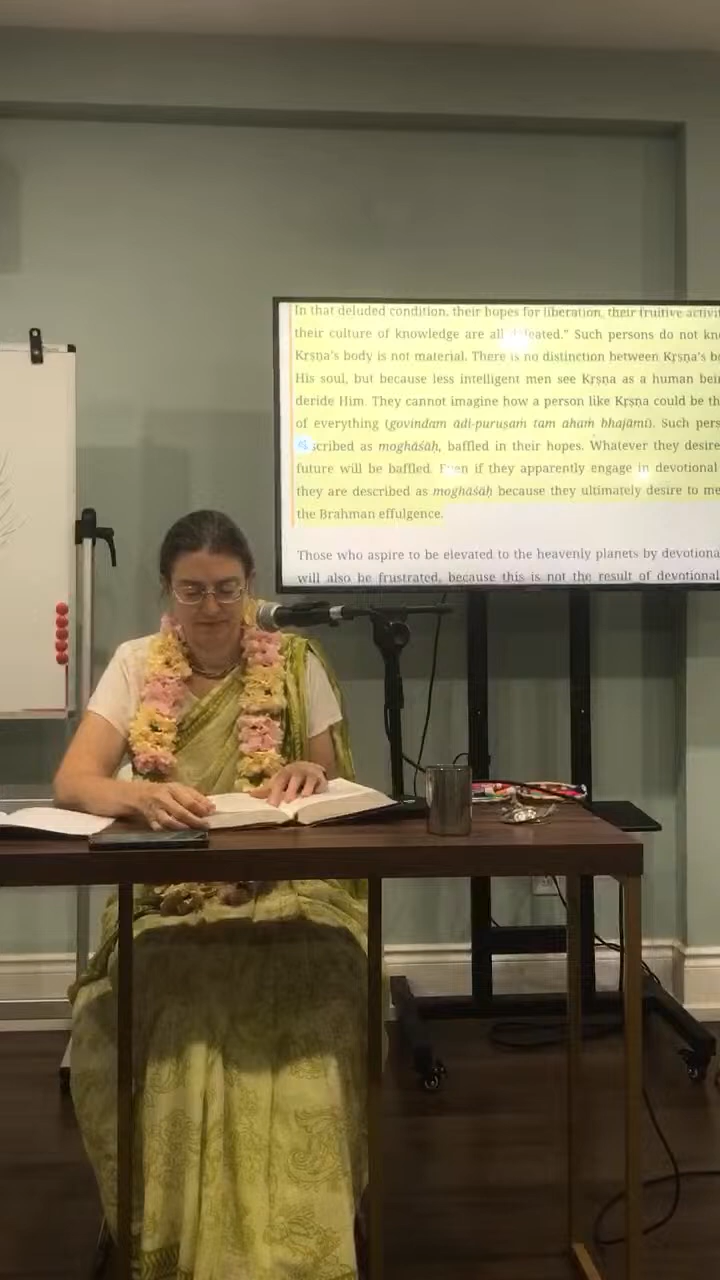 In that deluded condition, their hopes for liberation, their fruitive activit
their culture of knowledge are all defeated.” Such persons do not kn
Kṛṣṇa’s body is not material. There is no distinction between Kṛṣṇa’s b
His soul, but because less intelligent men see Kṛṣṇa as a human bei
deride Him. They cannot imagine how a person like Kṛṣṇa could be th
of everything (govindam ādi-puruṣaṁ tam ahaṁ bhajāmi). Such pers
scribed as moghāśāḥ, baffled in their hopes. Whatever they desire
future will be baffled. Even if they apparently engage in devotional
they are described as moghāśāḥ because they ultimately desire to me
the Brahman effulgence.
Those who aspire to be elevated to the heavenly planets by devotiona
will also be frustrated, because this is not the result of devotional